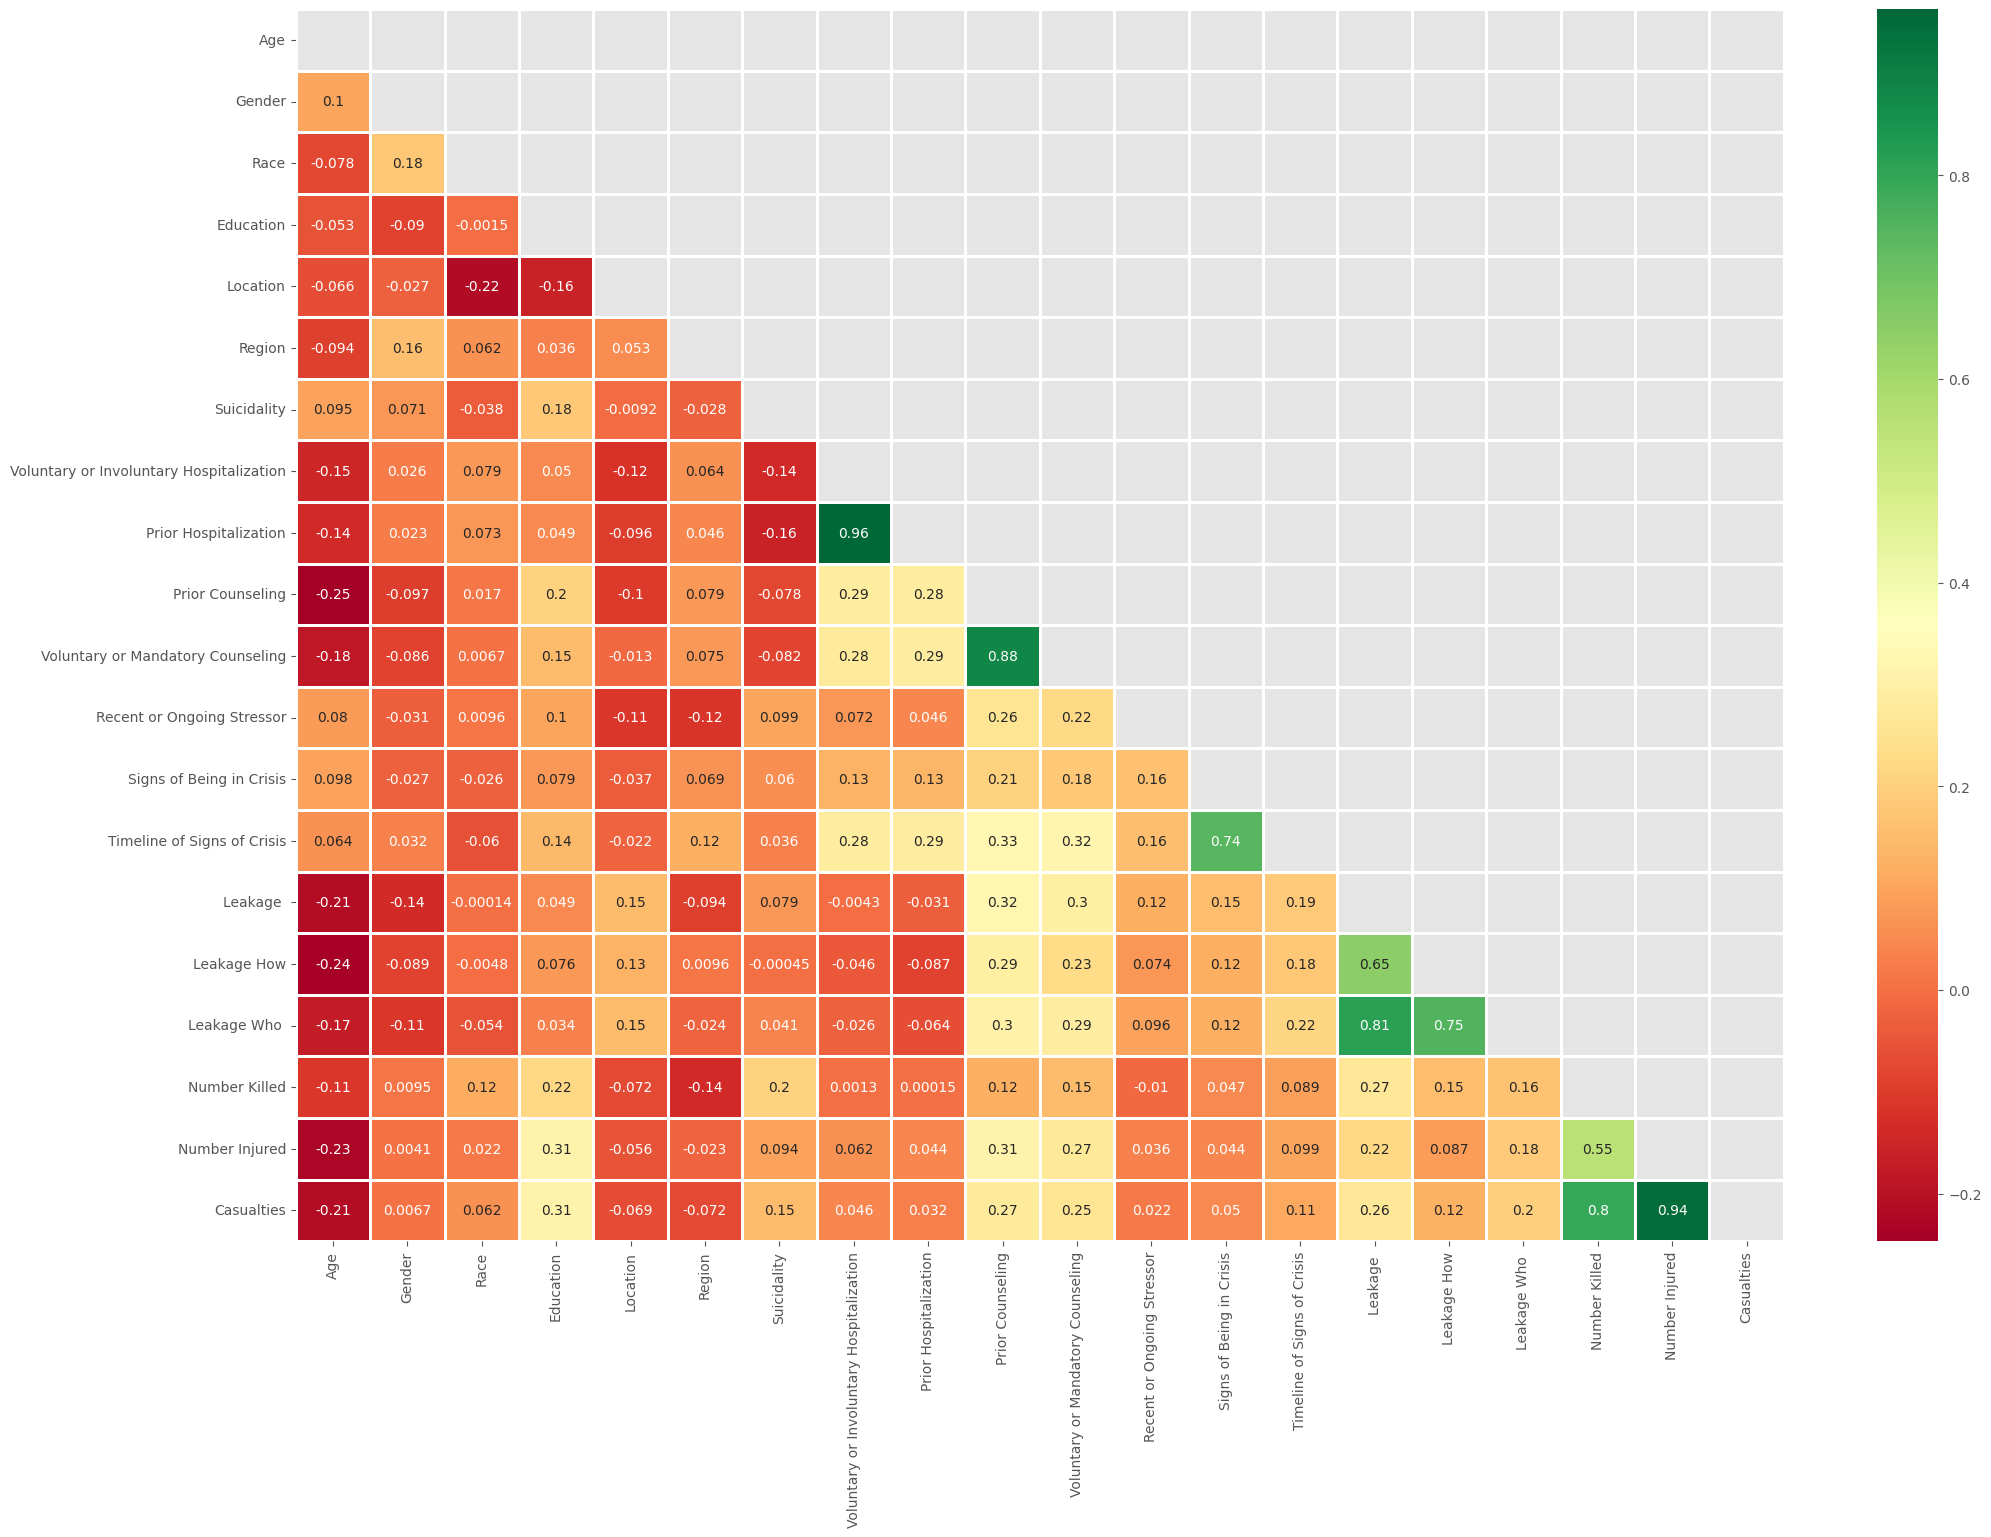 Age
Gender 0.1
Race -0.078 0.18
Education -0.053 -0.09 -0.0015
Location -0.066 -0.027 -0.22 -0.16
Region -0.094 0.16 0.062 0.036 0.053
Suicidality 0.095 0.071 -0.038 0.18 -0.0092 -0.028
Voluntary or Involuntary Hospitalization -0.15 0.026 0.079 0.05 -0.12 0.064 -0.14
Prior Hospitalization -0.14 0.023 0.073 0.049 -0.096 0.046 -0.16 0.96
Prior Counseling -0.25 -0.097 0.017 0.2 -0.1 0.079 -0.078 0.29 0.28
Voluntary or Mandatory Counseling -0.18 -0.086 0.0067 0.15 -0.013 0.075 -0.082 0.28 0.29 0.88
Recent or Ongoing Stressor 0.08 -0.031 0.0096 0.1 -0.11 -0.12 0.099 0.072 0.046 0.26 0.22
Signs of Being in Crisis 0.098 -0.027 -0.026 0.079 -0.037 0.069 0.06 0.13 0.13 0.21 0.18 0.16
Timeline of Signs of Crisis 0.064 0.032 -0.06 0.14 -0.022 0.12 0.036 0.28 0.29 0.33 0.32 0.16 0.74
Leakage -0.21 -0.14 -0.00014 0.049 0.15 -0.094 0.079 -0.0043 -0.031 0.32 0.3 0.12 0.15 0.19
Leakage How -0.24 -0.089 -0.0048 0.076 0.13 0.0096 -0.00045 -0.046 -0.087 0.29 0.23 0.074 0.12 0.18 0.65
Leakage Who -0.17 -0.11 -0.054 0.034 0.15 -0.024 0.041 -0.026 -0.064 0.3 0.29 0.096 0.12 0.22 0.81 0.75
Number Killed -0.11 0.0095 0.12 0.22 -0.072 -0.14 0.2 0.0013 0.00015 0.12 0.15 -0.01 0.047 0.089 0.27 0.15 0.16
Number Injured -0.23 0.0041 0.022 0.31 -0.056 -0.023 0.094 0.062 0.044 0.31 0.27 0.036 0.044 0.099 0.22 0.087 0.18 0.55
Casualties -0.21 0.0067 0.062 0.31 -0.069 -0.072 0.15 0.046 0.032 0.27 0.25 0.022 0.05 0.11 0.26 0.12 0.2 0.8 0.94
Age
Gender
Race
Education
Location
Region
Suicidality
Voluntary or Involuntary Hospitalization
Prior Hospitalization
Prior Counseling
Voluntary or Mandatory Counseling
Recent or Ongoing Stressor
Signs of Being in Crisis
Timeline of Signs of Crisis
Leakage
Leakage How
Leakage Who
Number Killed
Number Injured
Casualties
0.8
0.6
0.4
0.2
0.0
−0.2